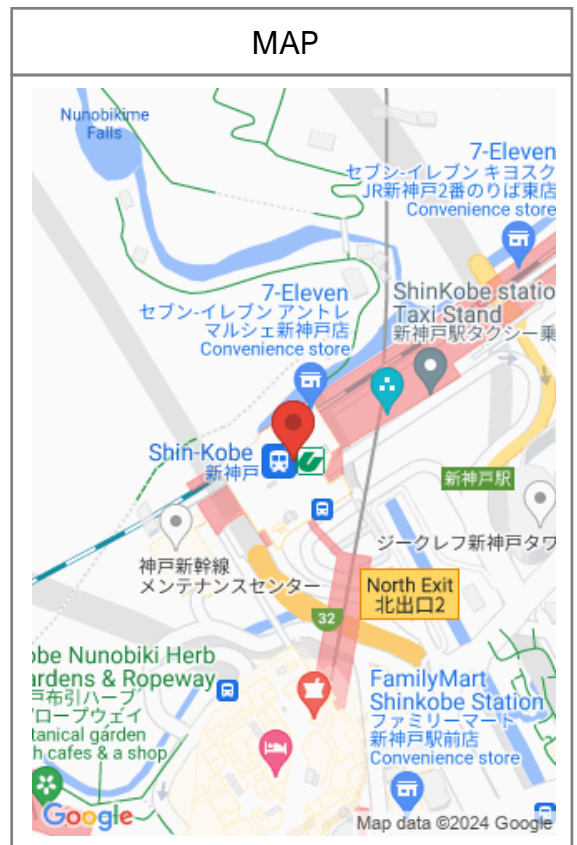 MAP
Nunobikime
Falls
7-Eleven
セブン-イレブン キヨスク
JR新神戸2番のりば東店
Convenience store
7-Eleven
セブン-イレブン アントレ
マルシェ新神戸店
Convenience store
ShinKobe statio
Taxi Stand
新神戸駅タクシー乗
Shin-Kobe
新神戸
新神戸駅
ジークレフ新神戸タワ
神戸新幹線
メンテナンスセンター
North Exit
北出口2
32
obe Nunobiki Herb
ardens & Ropeway
戸布引ハーブ
ロープウェイ
tanical garden
h cafes & a shop
FamilyMart
Shinkobe Station
ファミリーマート
新神戸駅前店
Convenience store
Google
Map data ©2024 Google